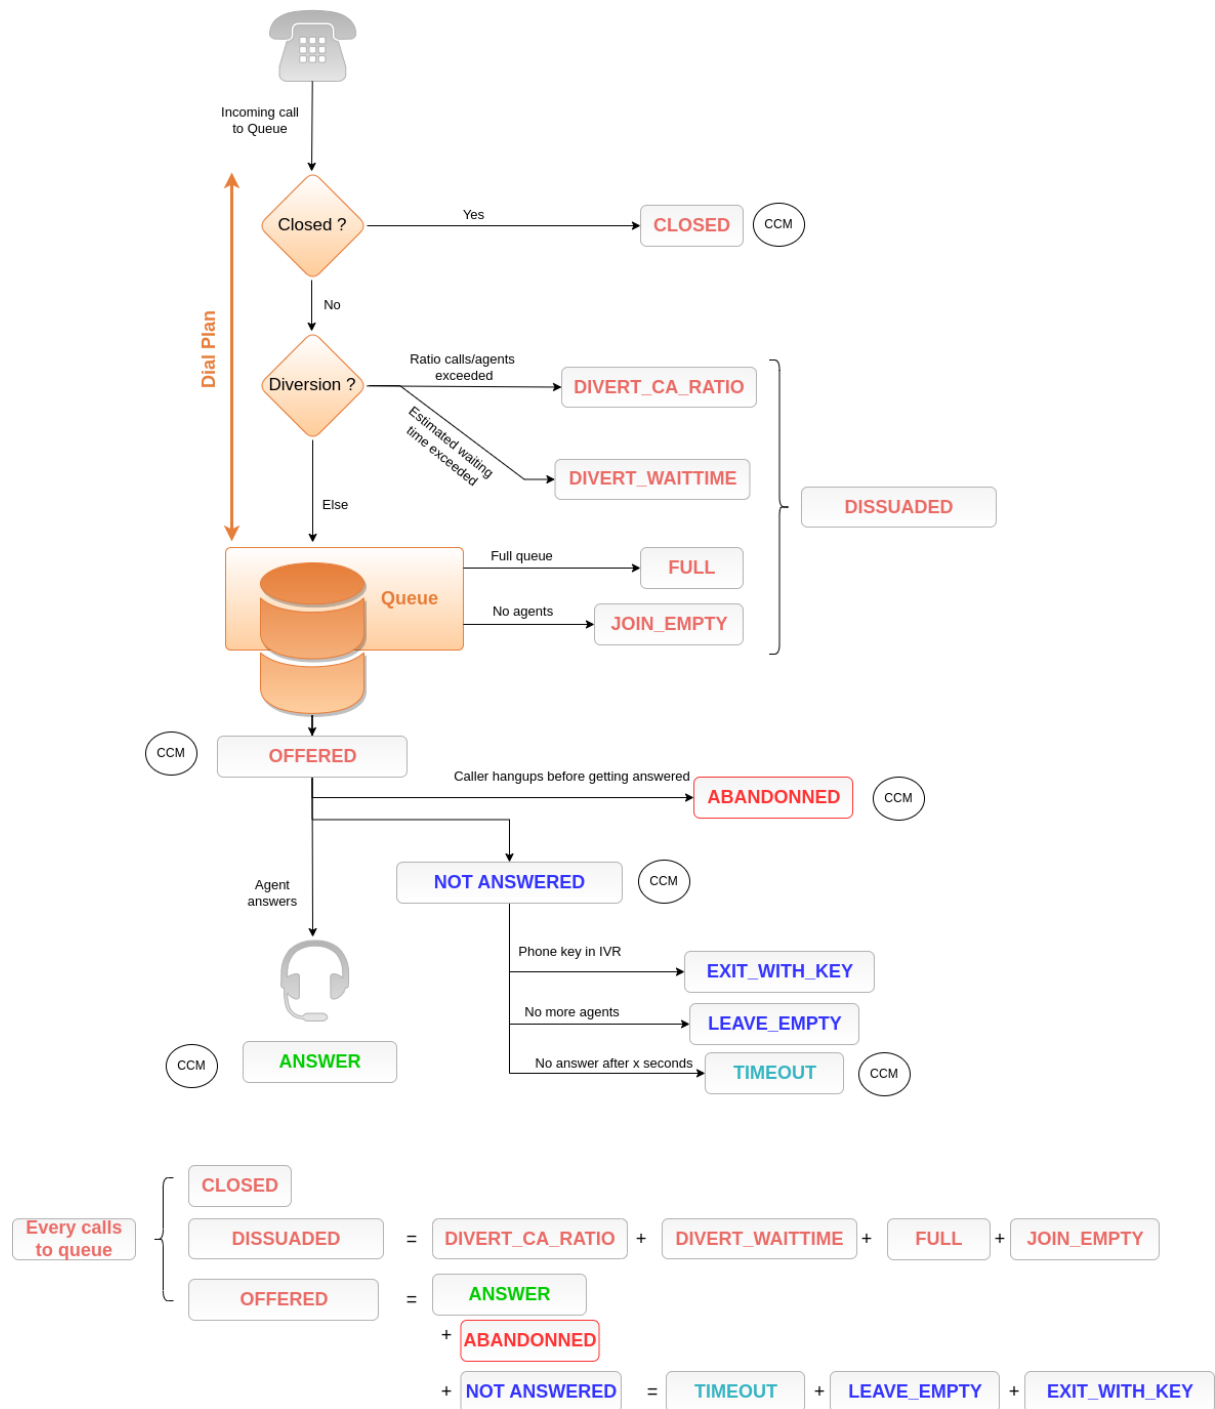 Incoming call
to Queue
Closed ?
Yes
CLOSED
CCM
No
Dial Plan
Diversion ?
Ratio calls/agents
exceeded
DIVERT_CA_RATIO
Estimated waiting
time exceeded
DIVERT_WAITTIME
DISSUADED
Else
Queue
Full queue
FULL
No agents
JOIN_EMPTY
CCM
OFFERED
Caller hangups before getting answered
ABANDONNED
CCM
NOT ANSWERED
CCM
Agent
answers
Phone key in IVR
EXIT_WITH_KEY
No more agents
LEAVE_EMPTY
No answer after x seconds
TIMEOUT
CCM
CCM
ANSWER
Every calls
to queue
CLOSED
DISSUADED = DIVERT_CA_RATIO + DIVERT_WAITTIME + FULL + JOIN_EMPTY
OFFERED = ANSWER
+ ABANDONNED
+ NOT ANSWERED = TIMEOUT + LEAVE_EMPTY + EXIT_WITH_KEY